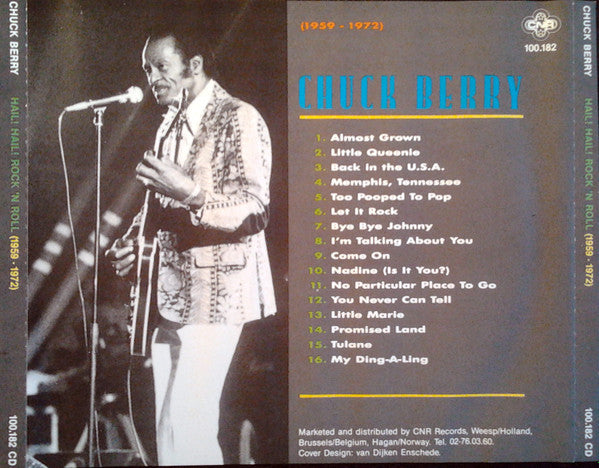 CHUCK BERRY HAIL! HAIL! ROCK 'N ROLL (1959 - 1972) 100.182 CD
(1959 - 1972)
CNR
100.182
CHUCK BERRY
1. Almost Grown
2. Little Queenie
3. Back In the U.S.A.
4. Memphis, Tennessee
5. Too Pooped To Pop
6. Let It Rock
7. Bye Bye Johnny
8. I'm Talking About You
9. Come On
10. Nadine (Is It You?)
11. No Particular Place To Go
12. You Never Can Tell
13. Little Marie
14. Promised Land
15. Tulane
16. My Ding-A-Ling
Marketed and distributed by CNR Records, Weesp/Holland,
Brussels/Belgium, Hagan/Norway. Tel. 02-76.03.60.
Cover Design: van Dijken Enschede.
CHUCK BERRY HAIL! HAIL! ROCK 'N ROLL (1959 - 1972) 100.182 CD